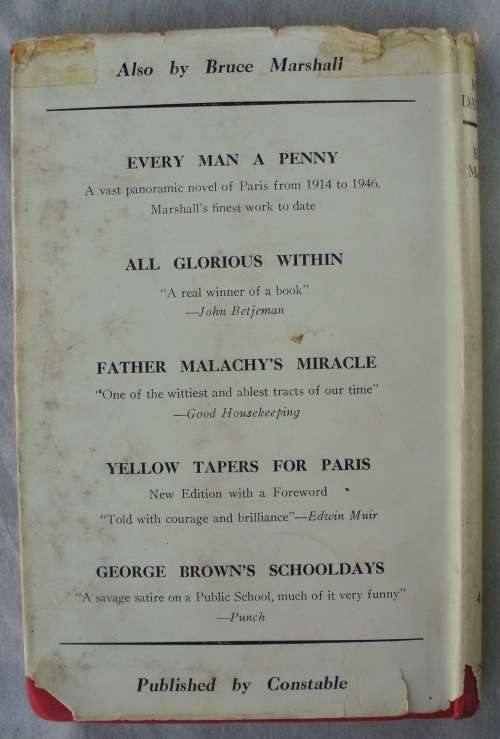 Also by Bruce Marshall
EVERY MAN A PENNY
A vast panoramic novel of Paris from 1914 to 1946.
Marshall's finest work to date
ALL GLORIOUS WITHIN
"A real winner of a book"
—John Betjeman
FATHER MALACHY'S MIRACLE
"One of the wittiest and ablest tracts of our time"
—Good Housekeeping
YELLOW TAPERS FOR PARIS
New Edition with a Foreword
"Told with courage and brilliance"—Edwin Muir
GEORGE BROWN'S SCHOOLDAYS
"A savage satire on a Public School, much of it very funny"
—Punch
Published by Constable